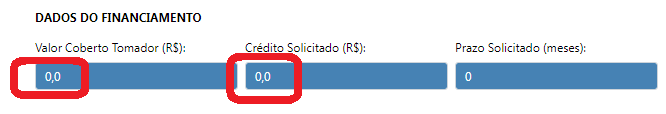 DADOS DO FINANCIAMENTO
Valor Coberto Tomador (R$): Crédito Solicitado (R$): Prazo Solicitado (meses):
0,0 0,0 0